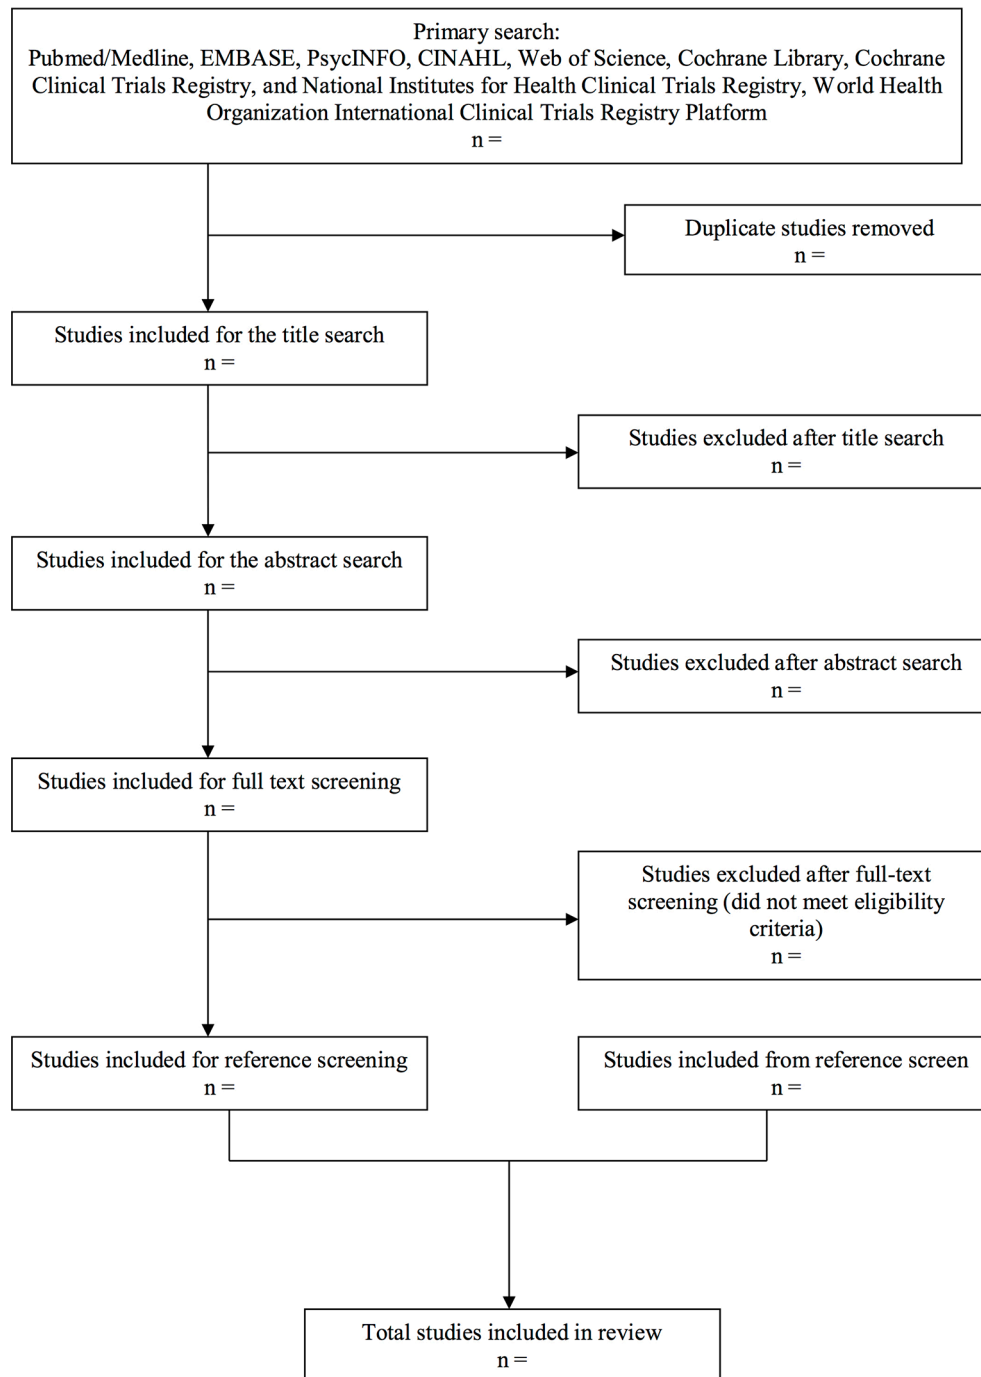 Primary search:
Pubmed/Medline, EMBASE, PsycINFO, CINAHL, Web of Science, Cochrane Library, Cochrane
Clinical Trials Registry, and National Institutes for Health Clinical Trials Registry, World Health
Organization International Clinical Trials Registry Platform
n =
Duplicate studies removed
n =
Studies included for the title search
n =
Studies excluded after title search
n =
Studies included for the abstract search
n =
Studies excluded after abstract search
n =
Studies included for full text screening
n =
Studies excluded after full-text
screening (did not meet eligibility
criteria)
n =
Studies included for reference screening
n =
Studies included from reference screen
n =
Total studies included in review
n =